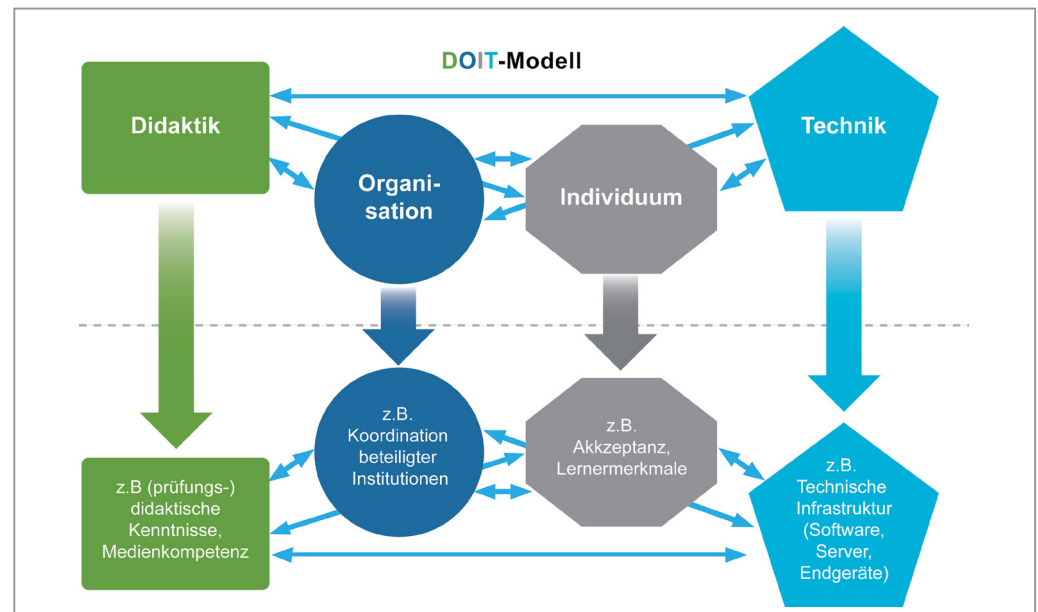 DOIT-Modell
Didaktik
Organi-
sation
Individuum
Technik
z.B (prüfungs-)
didaktische
Kenntnisse,
Medienkompetenz
z.B.
Koordination
beteiligter
Institutionen
z.B.
Akkzeptanz,
Lernermerkmale
z.B.
Technische
Infrastruktur
(Software,
Server,
Endgeräte)